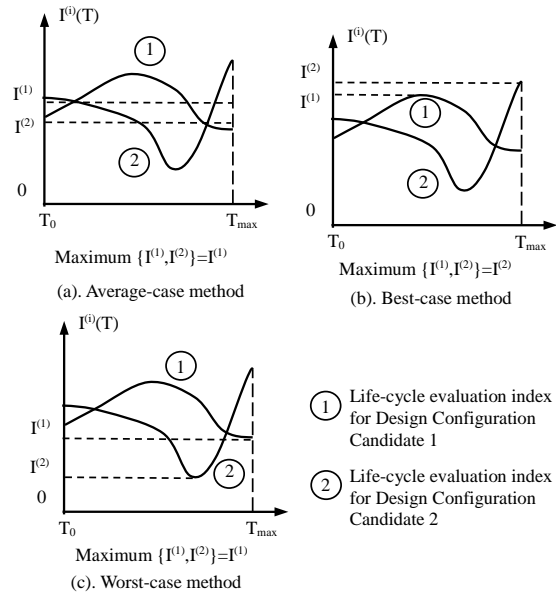 I(i)(T)
1
I(1)
I(2)
2
0
T0
Tmax
Maximum {I(1),I(2)}=I(1)
(a). Average-case method
I(i)(T)
I(2)
I(1)
1
2
0
T0
Tmax
Maximum {I(1),I(2)}=I(2)
(b). Best-case method
I(i)(T)
1
I(1)
I(2)
2
0
T0
Tmax
Maximum {I(1),I(2)}=I(1)
(c). Worst-case method
1
Life-cycle evaluation index
for Design Configuration
Candidate 1
2
Life-cycle evaluation index
for Design Configuration
Candidate 2